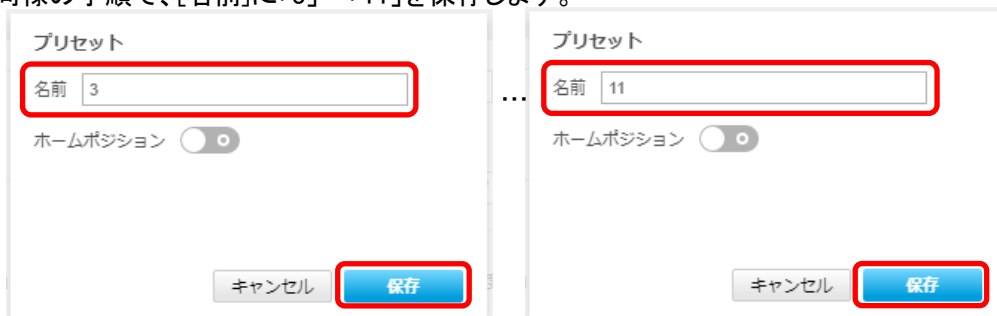 プリセット
名前 3
ホームポジション
キャンセル 保存
...
プリセット
名前 11
ホームポジション
キャンセル 保存